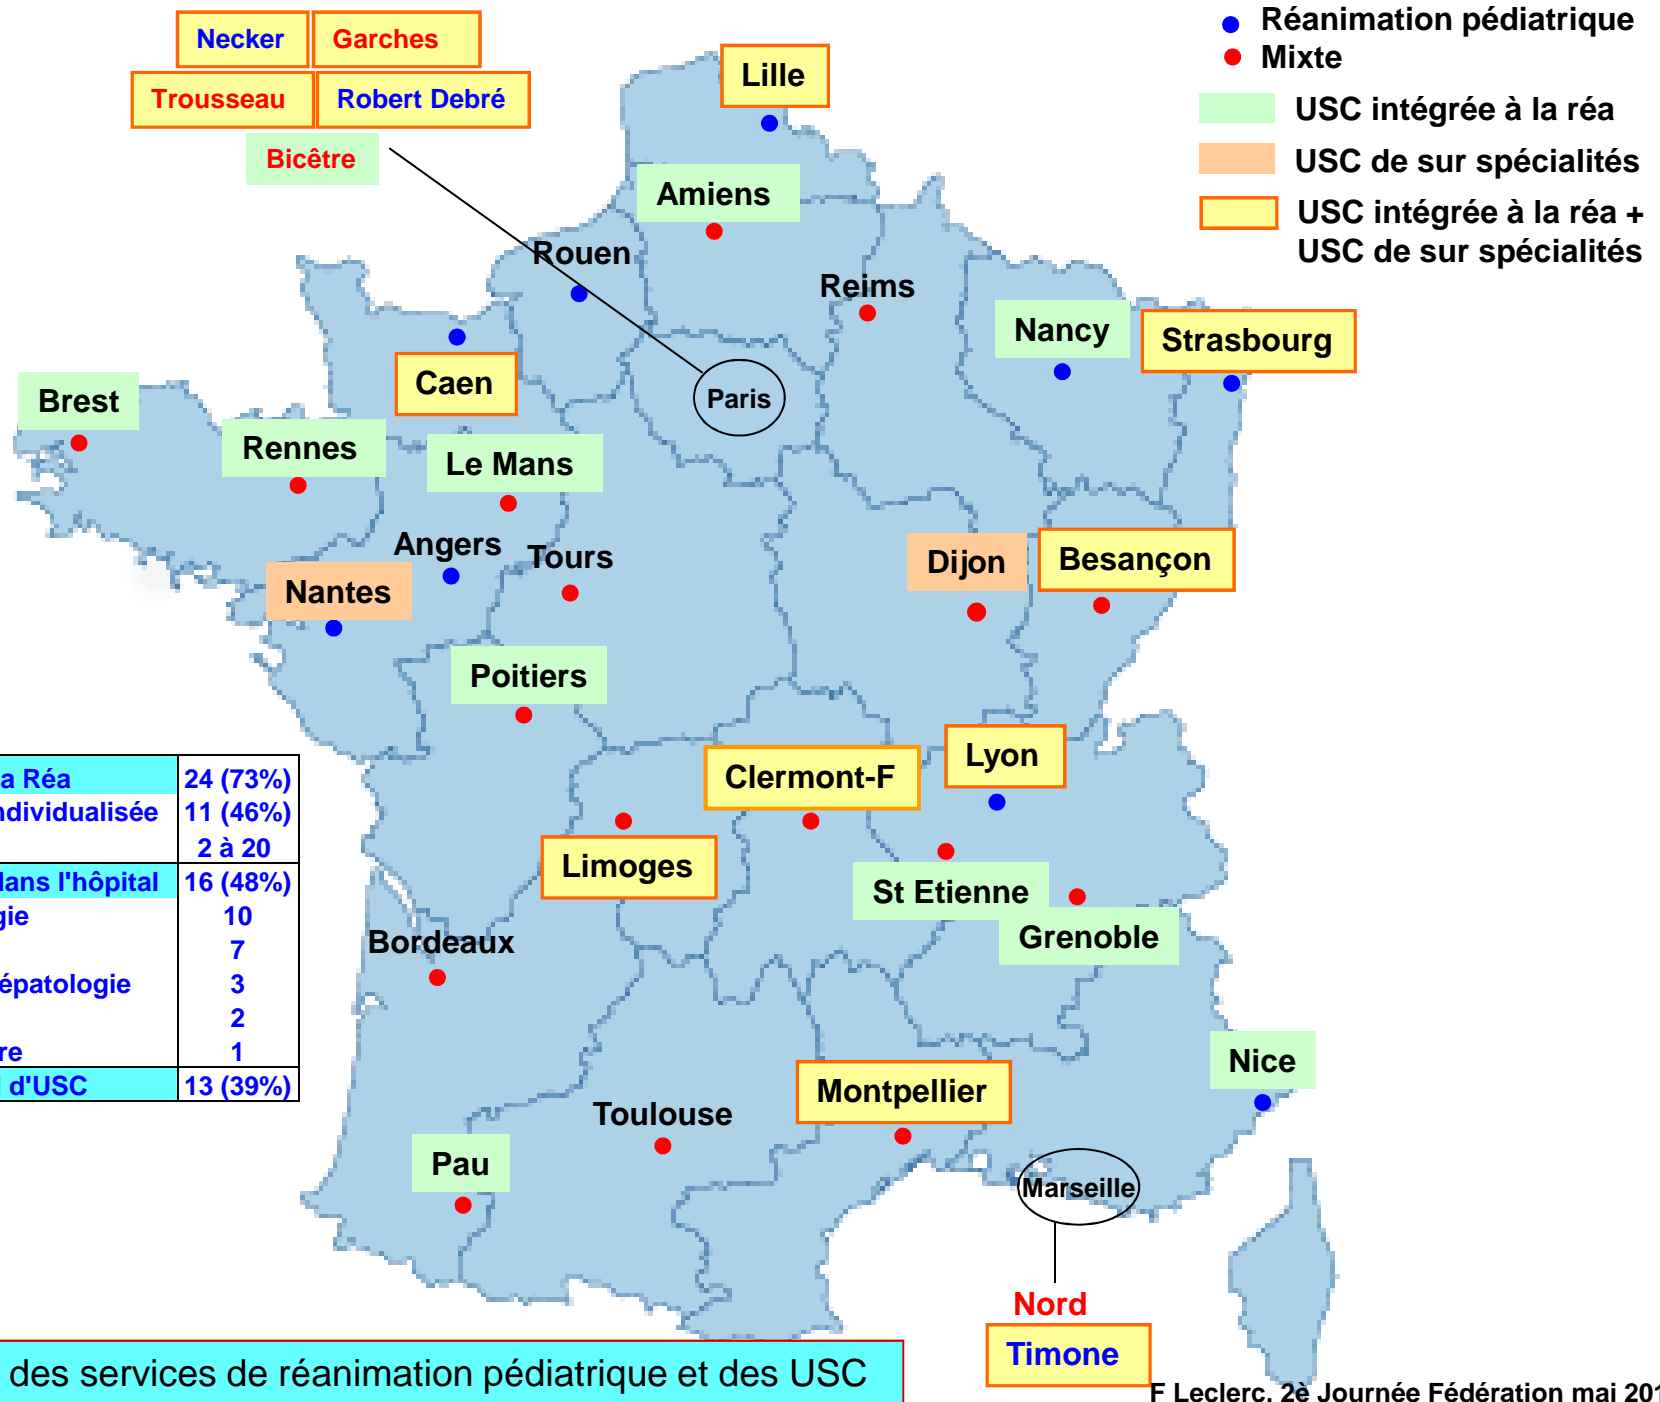 Necker
Garches
Trousseau
Robert Debré
Bicêtre
Réanimation pédiatrique
Mixte
USC intégrée à la réa
USC de sur spécialités
USC intégrée à la réa +
USC de sur spécialités
Lille
Amiens
Rouen
Reims
Nancy
Strasbourg
Caen
Paris
Brest
Rennes
Le Mans
Angers
Tours
Nantes
Dijon
Besançon
Poitiers
Lyon
Clermont-F
Limoges
St Etienne
Grenoble
Bordeaux
Nice
Montpellier
Toulouse
Pau
Marseille
Nord
Timone
a Réa 24 (73%)
ndividualisée 11 (46%)
2 à 20
dans l'hôpital 16 (48%)
gie 10
7
épatologie 3
2
re 1
d'USC 13 (39%)
des services de réanimation pédiatrique et des USC
F Leclerc. 2è Journée Fédération mai 201